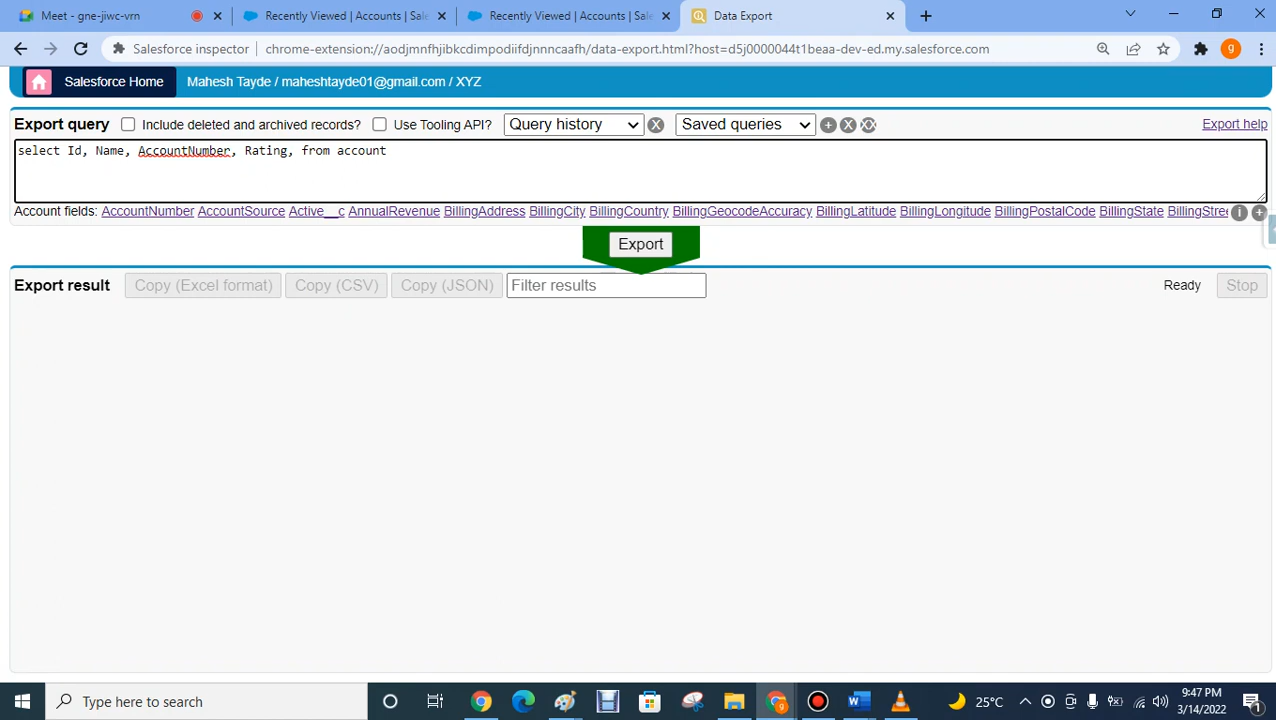 Meet - gne-jiwc-vrn
Recently Viewed | Accounts | Sale
Recently Viewed | Accounts | Sale
Data Export
Salesforce inspector
chrome-extension://aodjmnfhjibkcdimpodiifdjnnncaafh/data-export.html?host=d5j0000044t1beaa-dev-ed.my.salesforce.com
g
Salesforce Home
Mahesh Tayde / maheshtayde01@gmail.com / XYZ
Export query
Include deleted and archived records?
Use Tooling API?
Query history
X
Saved queries
+
X
XX
Export help
select Id, Name, AccountNumber, Rating, from account
Account fields: AccountNumber AccountSource Active__c AnnualRevenue BillingAddress BillingCity BillingCountry BillingGeocodeAccuracy BillingLatitude BillingLongitude BillingPostalCode BillingState BillingStree
i
+
Export
Export result
Copy (Excel format)
Copy (CSV)
Copy (JSON)
Filter results
Ready
Stop
Type here to search
25°C
9:47 PM
3/14/2022